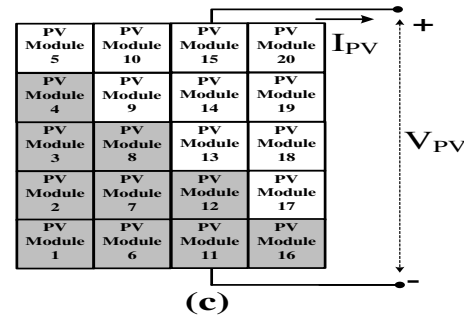 PV Module 5
PV Module 10
PV Module 15
PV Module 20
PV Module 4
PV Module 9
PV Module 14
PV Module 19
PV Module 3
PV Module 8
PV Module 13
PV Module 18
PV Module 2
PV Module 7
PV Module 12
PV Module 17
PV Module 1
PV Module 6
PV Module 11
PV Module 16
I_PV
+
V_PV
-
(c)